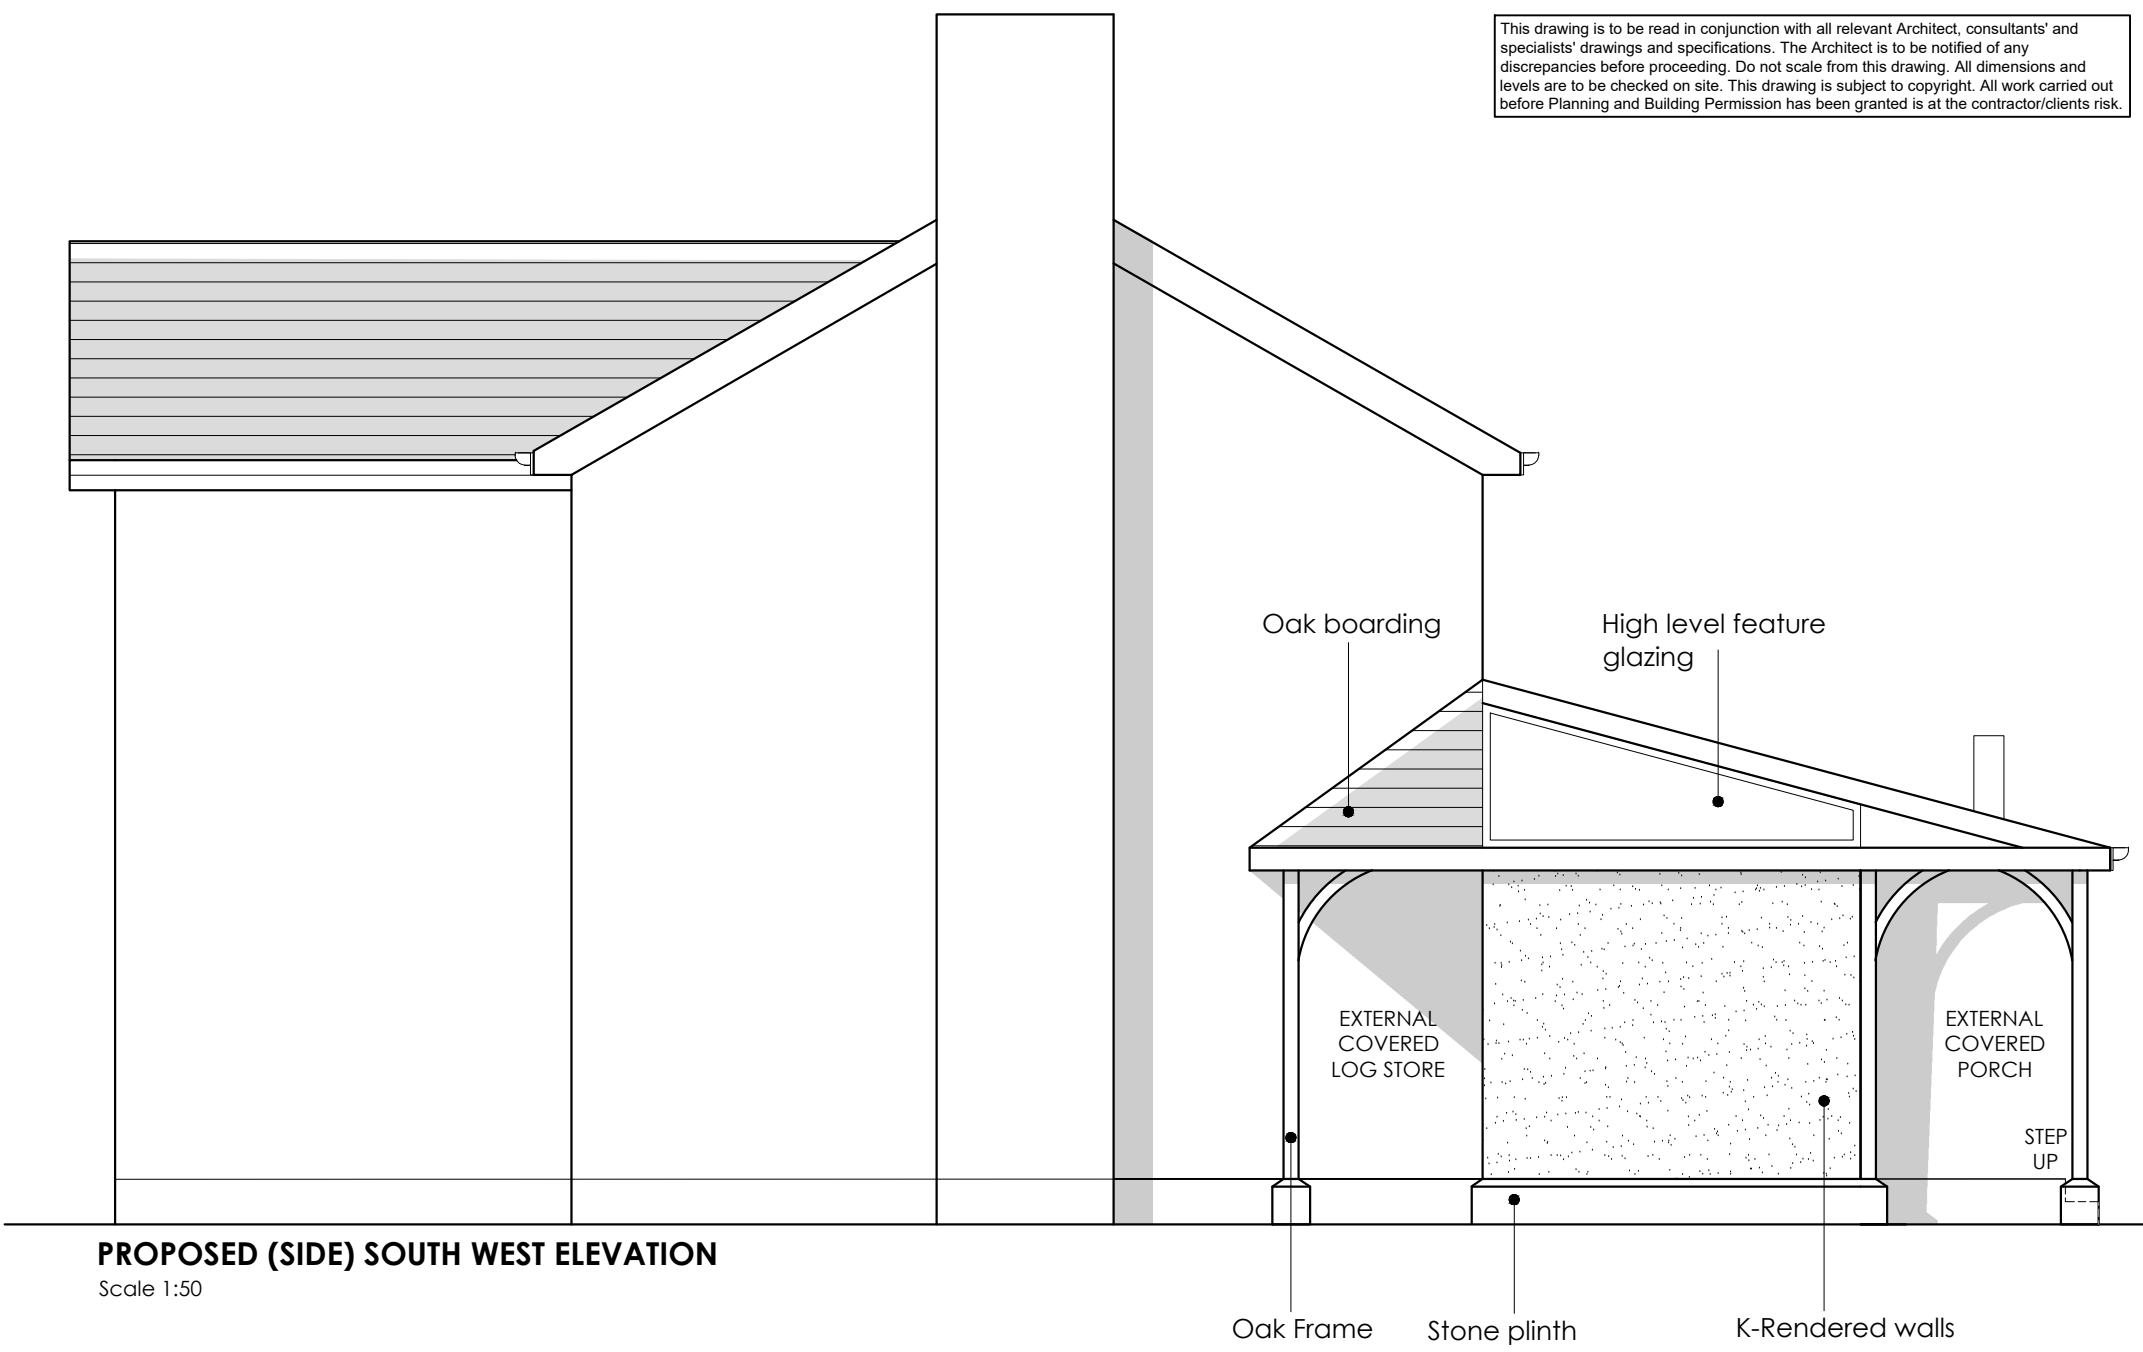 This drawing is to be read in conjunction with all relevant Architect, consultants' and
specialists' drawings and specifications. The Architect is to be notified of any
discrepancies before proceeding. Do not scale from this drawing. All dimensions and
levels are to be checked on site. This drawing is subject to copyright. All work carried out
before Planning and Building Permission has been granted is at the contractor/clients risk.
Oak boarding
High level feature
glazing
EXTERNAL
COVERED
LOG STORE
EXTERNAL
COVERED
PORCH
STEP
UP
PROPOSED (SIDE) SOUTH WEST ELEVATION
Scale 1:50
Oak Frame
Stone plinth
K-Rendered walls